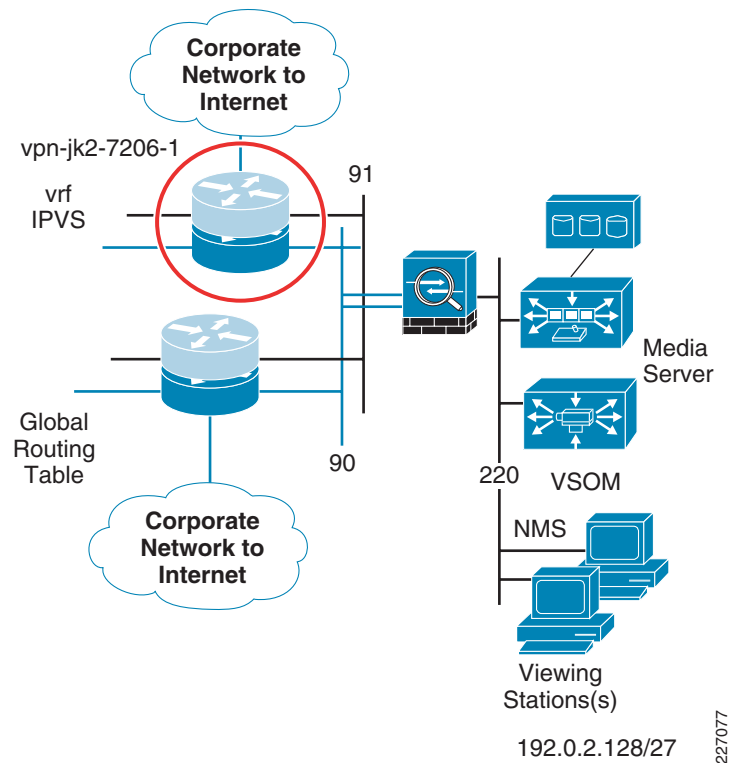 Corporate
Network to
Internet
vpn-jk2-7206-1
91
vrf
IPVS
Media
Server
Global
Routing
Table
90
220
VSOM
Corporate
Network to
Internet
NMS
Viewing
Stations(s)
192.0.2.128/27
227077